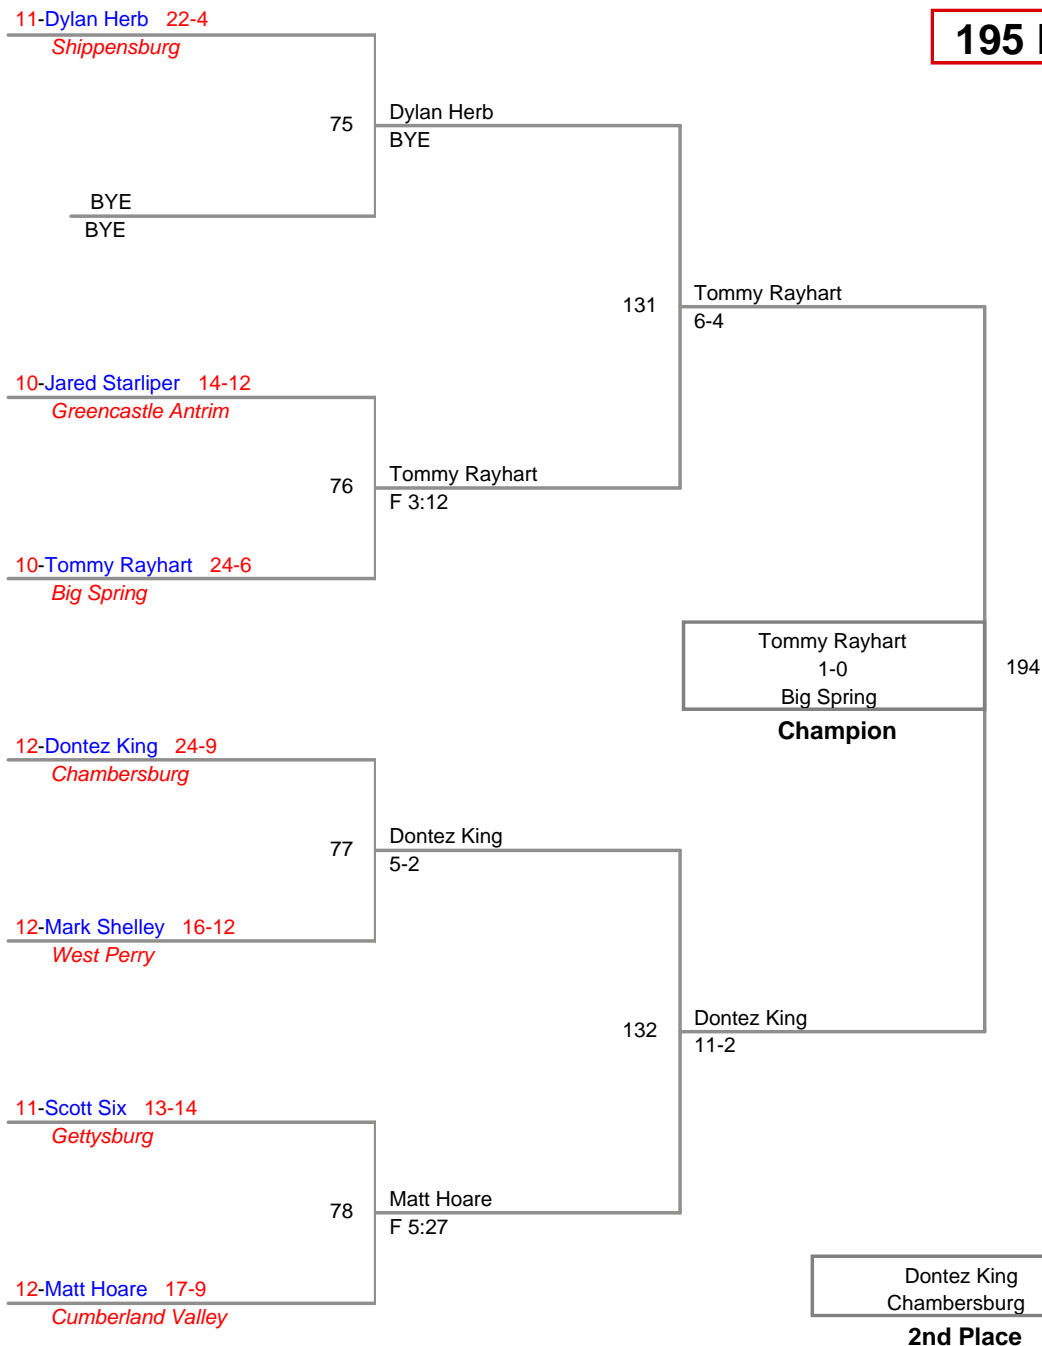 11-Dylan Herb 22-4
Shippensburg
195
75
Dylan Herb
BYE
BYE
BYE
131
Tommy Rayhart
6-4
10-Jared Starliper 14-12
Greencastle Antrim
76
Tommy Rayhart
F 3:12
10-Tommy Rayhart 24-6
Big Spring
Tommy Rayhart
1-0
Big Spring
194
Champion
12-Dontez King 24-9
Chambersburg
77
Dontez King
5-2
12-Mark Shelley 16-12
West Perry
132
Dontez King
11-2
11-Scott Six 13-14
Gettysburg
78
Matt Hoare
F 5:27
12-Matt Hoare 17-9
Cumberland Valley
Dontez King
Chambersburg
2nd Place